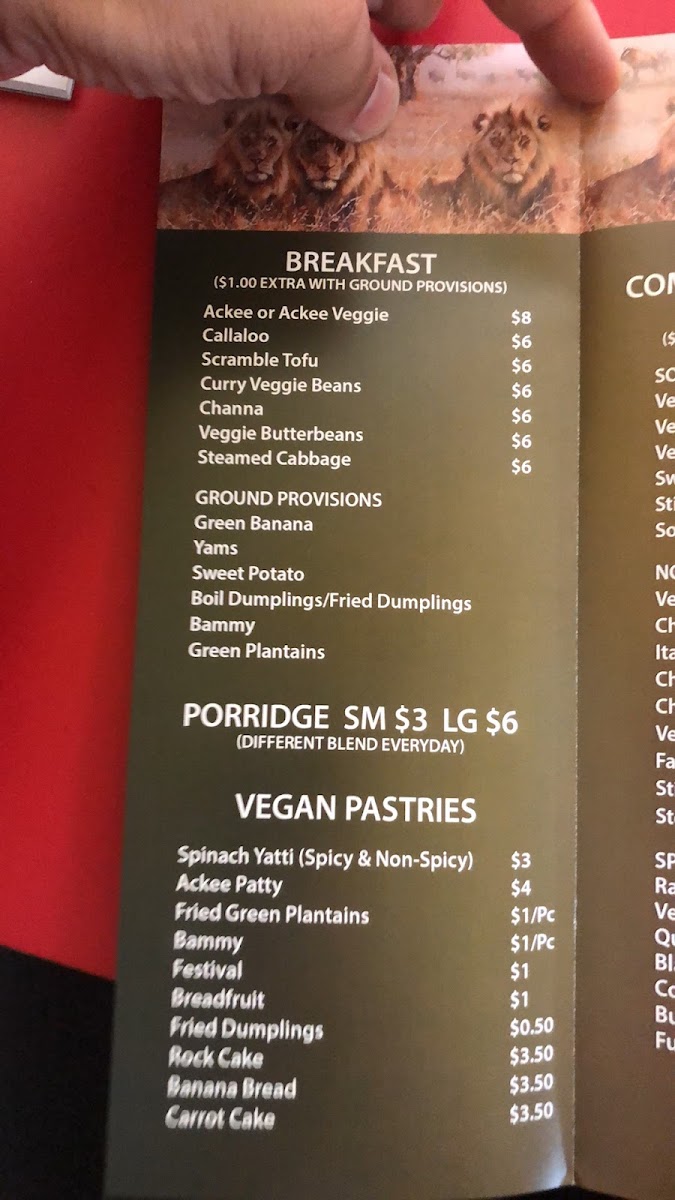 BREAKFAST
($1.00 EXTRA WITH GROUND PROVISIONS)
Ackee or Ackee Veggie $8
Callaloo $6
Scramble Tofu $6
Curry Veggie Beans $6
Channa $6
Veggie Butterbeans $6
Steamed Cabbage $6
GROUND PROVISIONS
Green Banana
Yams
Sweet Potato
Boil Dumplings/Fried Dumplings
Bammy
Green Plantains
PORRIDGE SM $3 LG $6
(DIFFERENT BLEND EVERYDAY)
VEGAN PASTRIES
Spinach Yatti (Spicy & Non-Spicy) $3
Ackee Patty $4
Fried Green Plantains $1/Pc
Bammy $1/Pc
Festival $1
Breadfruit $1
Fried Dumplings $0.50
Rock Cake $3.50
Banana Bread $3.50
Carrot Cake $3.50